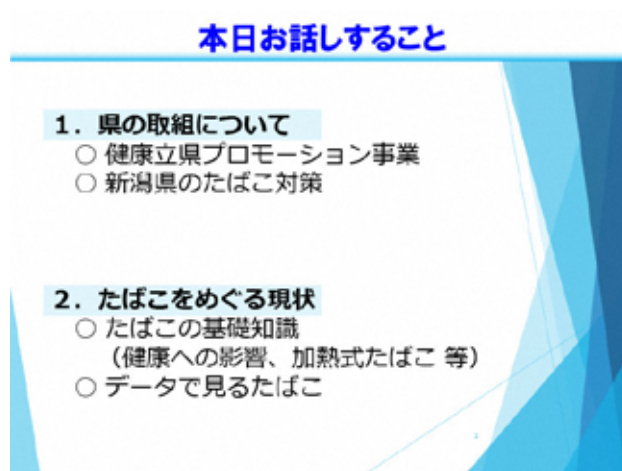 本日お話しすること
１．県の取組について
○ 健康立県プロモーション事業
○ 新潟県のたばこ対策
２．たばこをめぐる現状
○ たばこの基礎知識
（健康への影響、加熱式たばこ 等）
○ データで見るたばこ